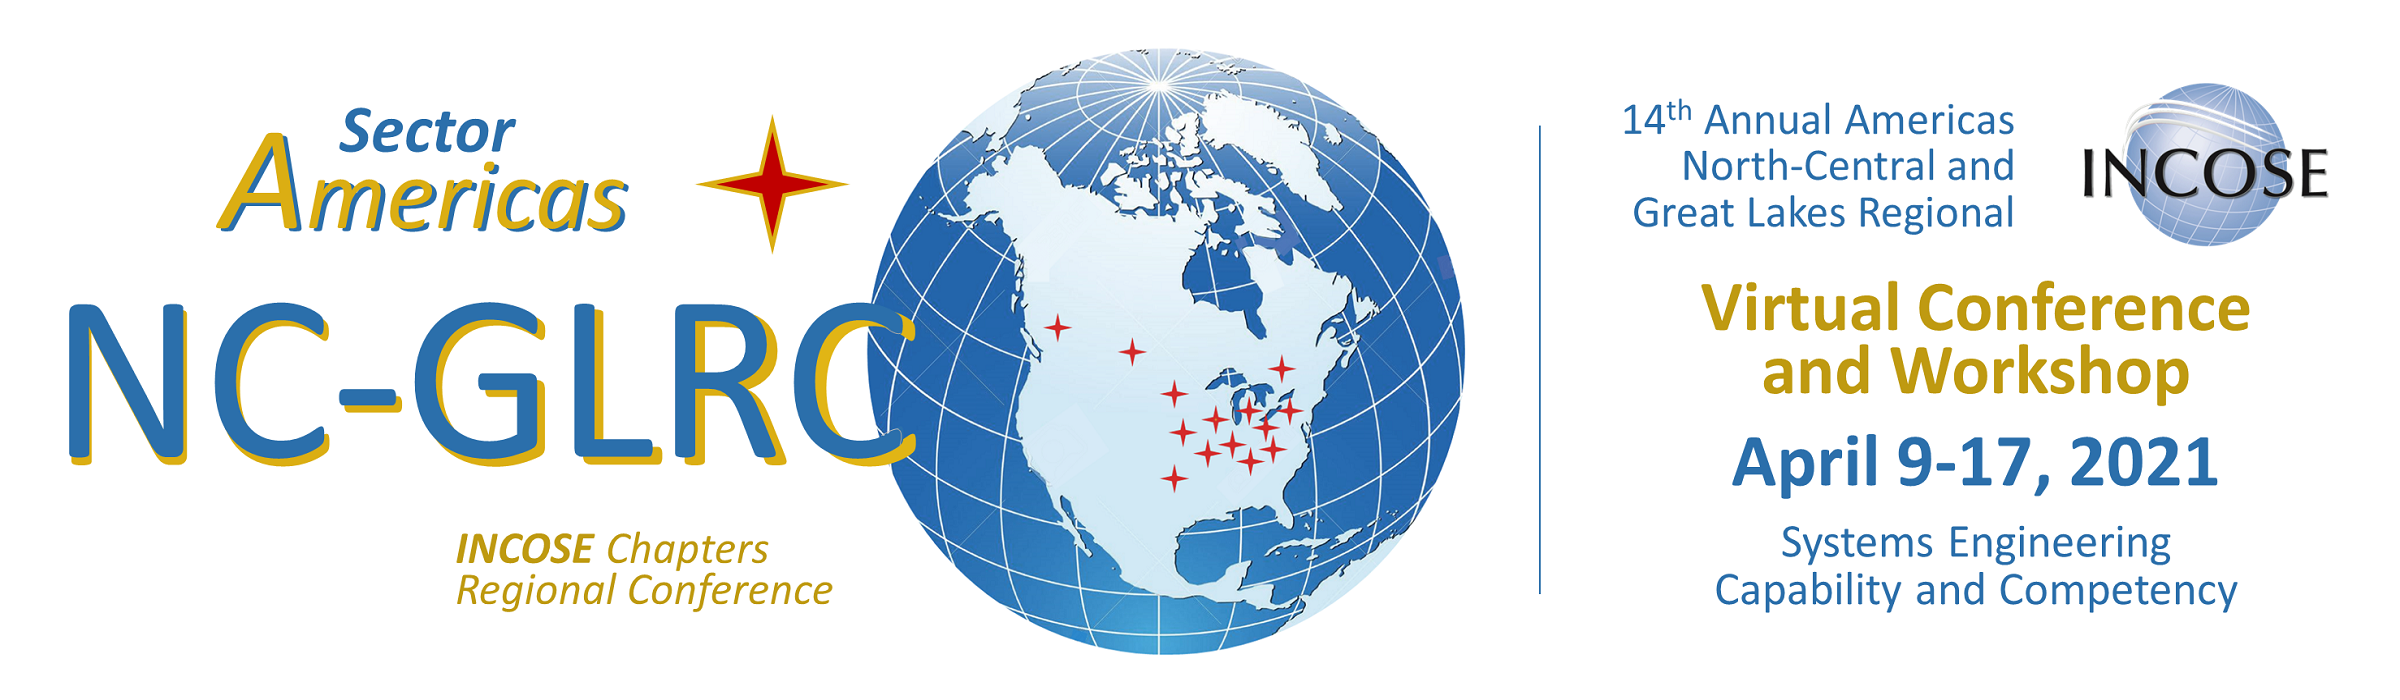 Sector
Americas
NC-GLRC
INCOSE Chapters
Regional Conference
14th Annual Americas
North-Central and
Great Lakes Regional
INCOSE
Virtual Conference
and Workshop
April 9-17, 2021
Systems Engineering
Capability and Competency